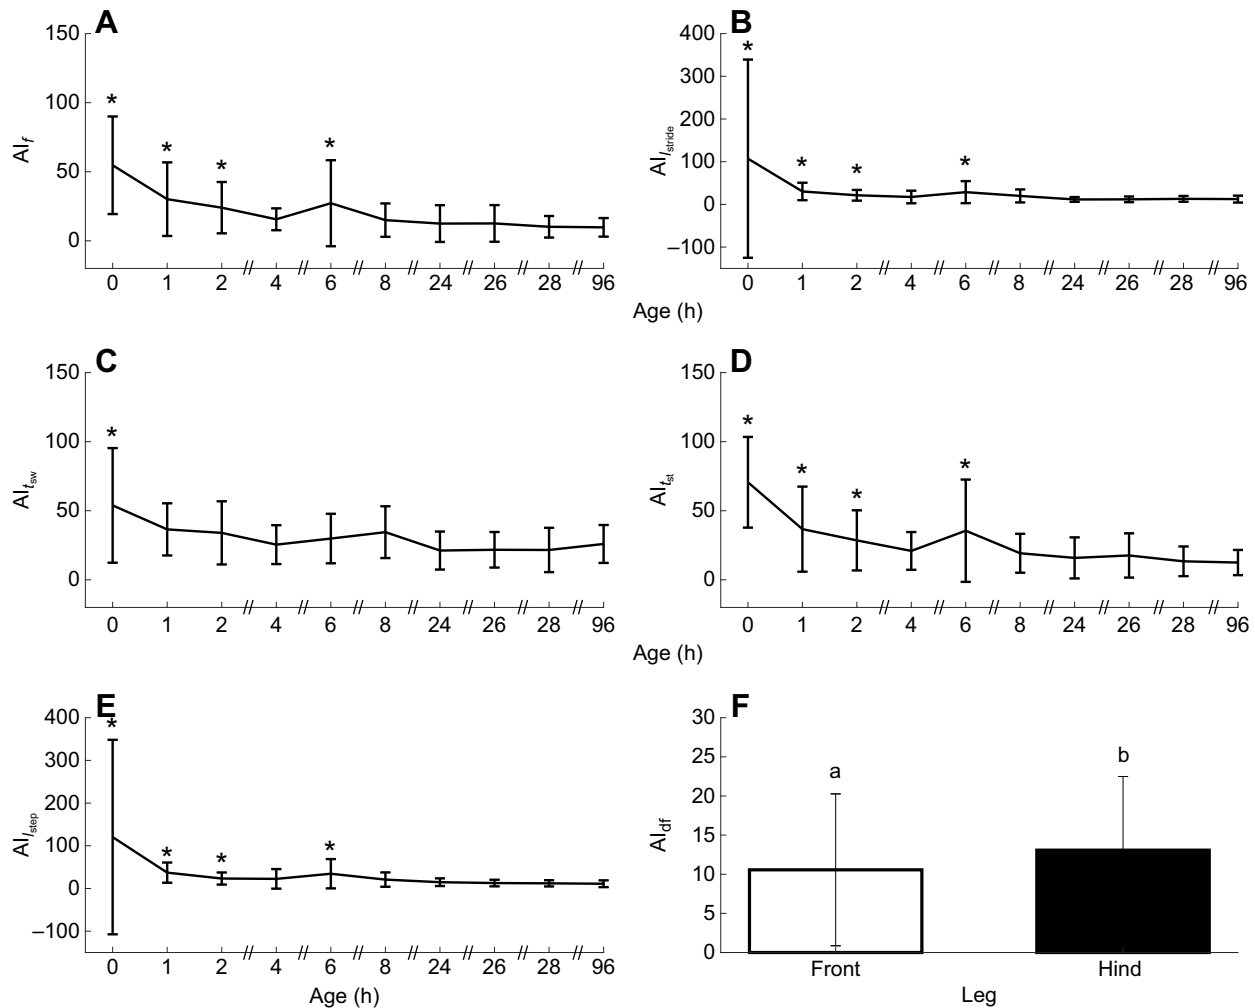 A
150
100
50
0
AIf
* * * *
0 1 2 4 6 8 24 26 28 96
B
400
300
200
100
0
–100
AIlstride
* * * *
0 1 2 4 6 8 24 26 28 96
Age (h)
C
150
100
50
0
AItsw
*
0 1 2 4 6 8 24 26 28 96
D
150
100
50
0
AItst
* * * *
0 1 2 4 6 8 24 26 28 96
Age (h)
E
400
300
200
100
0
–100
AIlstep
* * * *
0 1 2 4 6 8 24 26 28 96
Age (h)
F
30
25
20
15
10
5
0
AIdf
a b
Front Hind
Leg